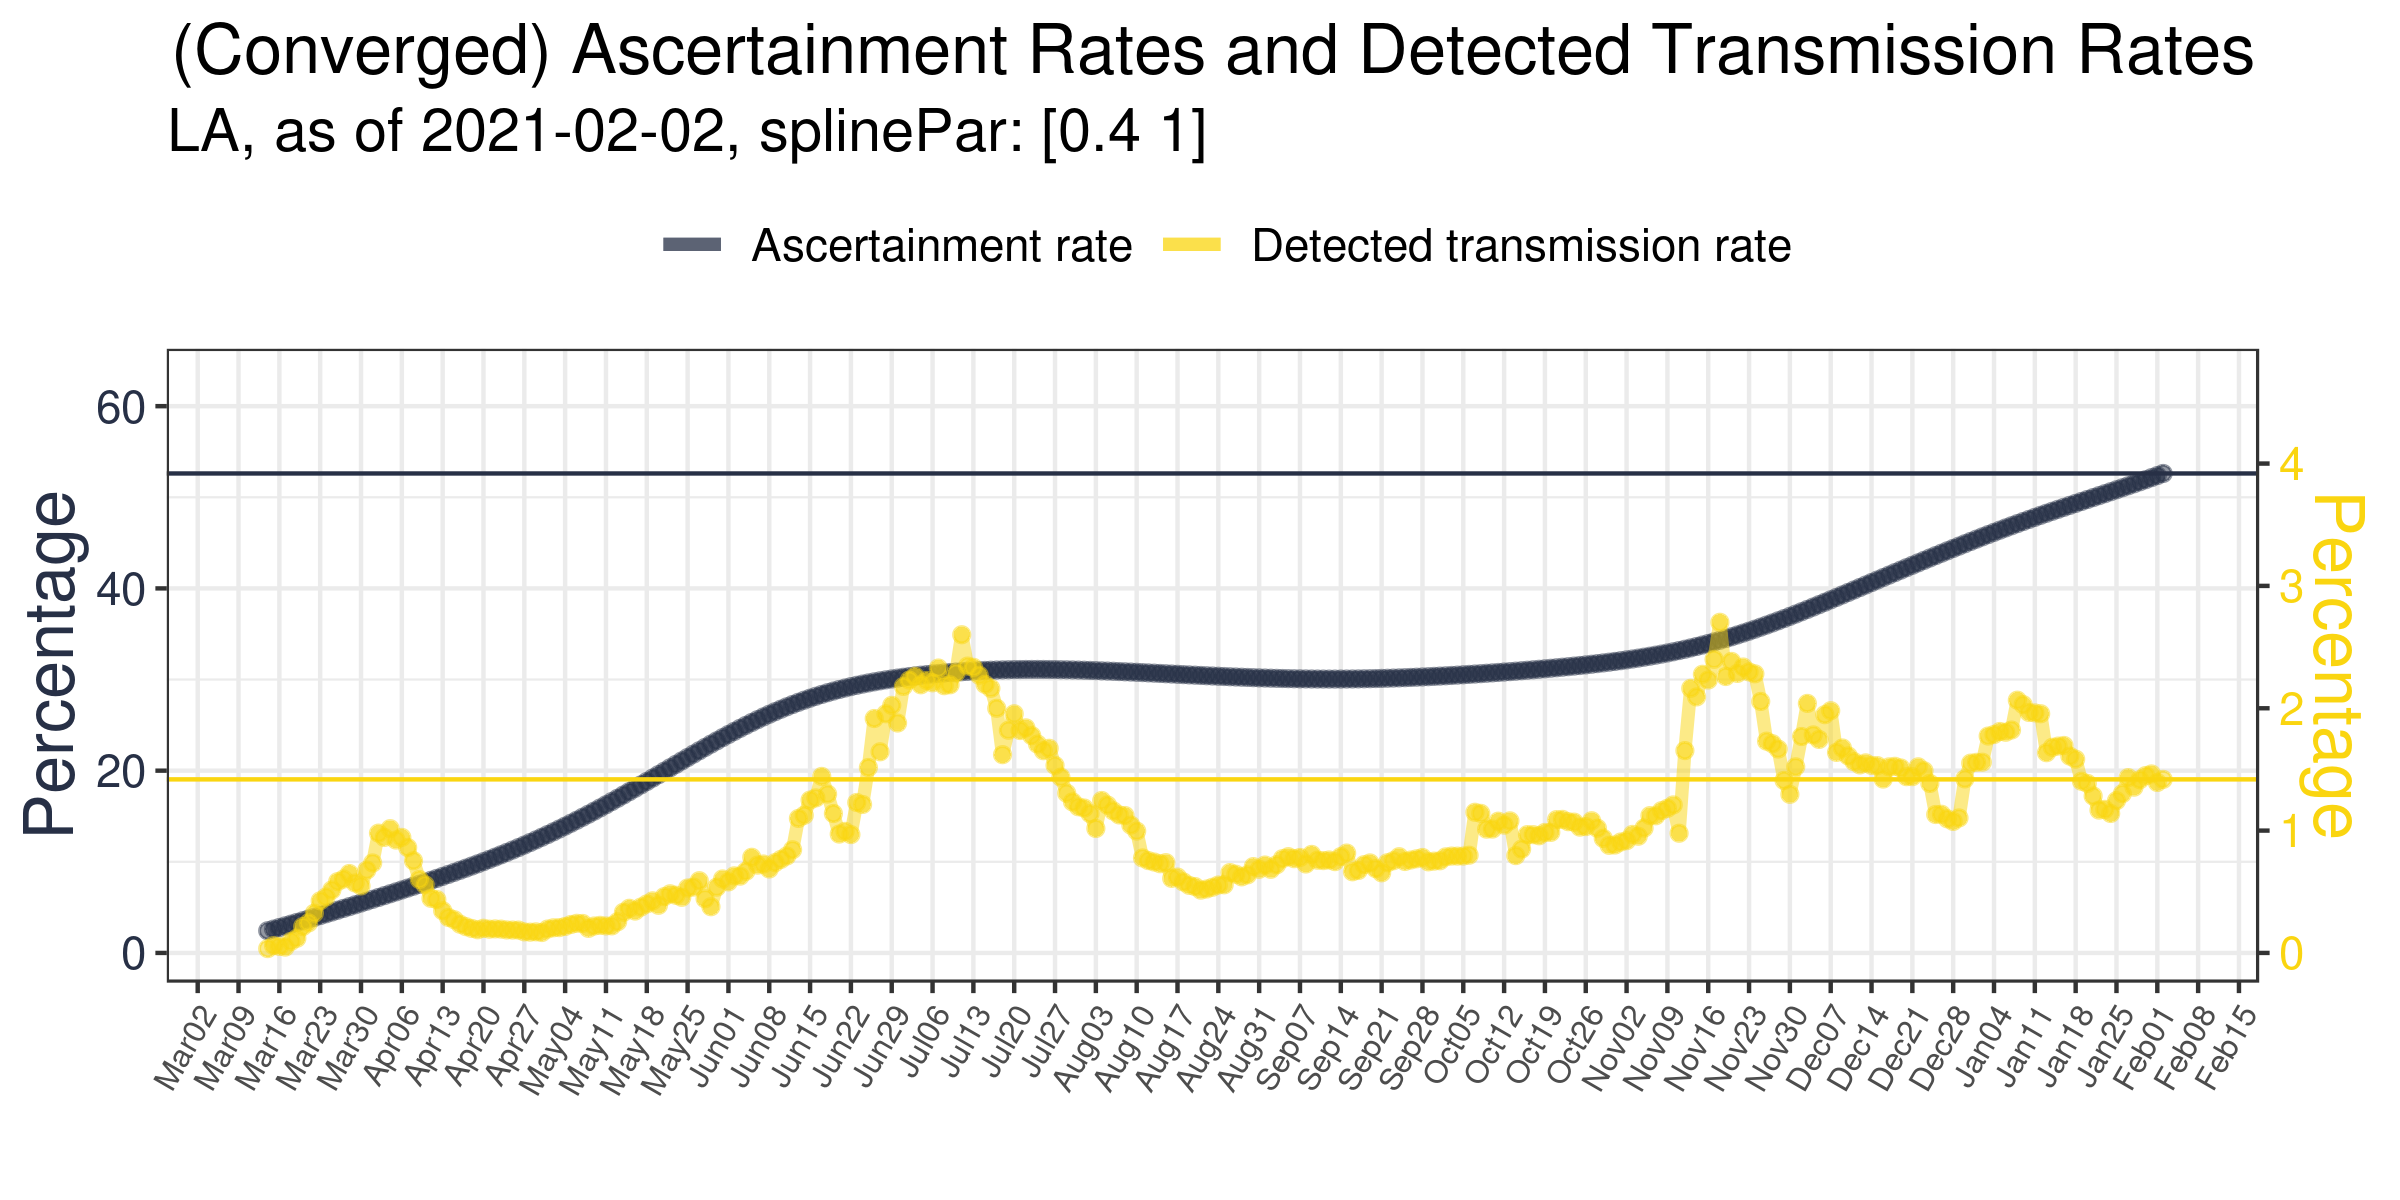 (Converged) Ascertainment Rates and Detected Transmission Rates
LA, as of 2021-02-02, splinePar: [0.4 1]
Ascertainment rate Detected transmission rate
Percentage
60
40
20
0
4
3
2
1
0
Percentage
Mar02 Mar09 Mar16 Mar23 Mar30 Apr06 Apr13 Apr20 Apr27 May04 May11 May18 May25 Jun01 Jun08 Jun15 Jun22 Jun29 Jul06 Jul13 Jul20 Jul27 Aug03 Aug10 Aug17 Aug24 Aug31 Sep07 Sep14 Sep21 Sep28 Oct05 Oct12 Oct19 Oct26 Nov02 Nov09 Nov16 Nov23 Nov30 Dec07 Dec14 Dec21 Dec28 Jan04 Jan11 Jan18 Jan25 Feb01 Feb08 Feb15